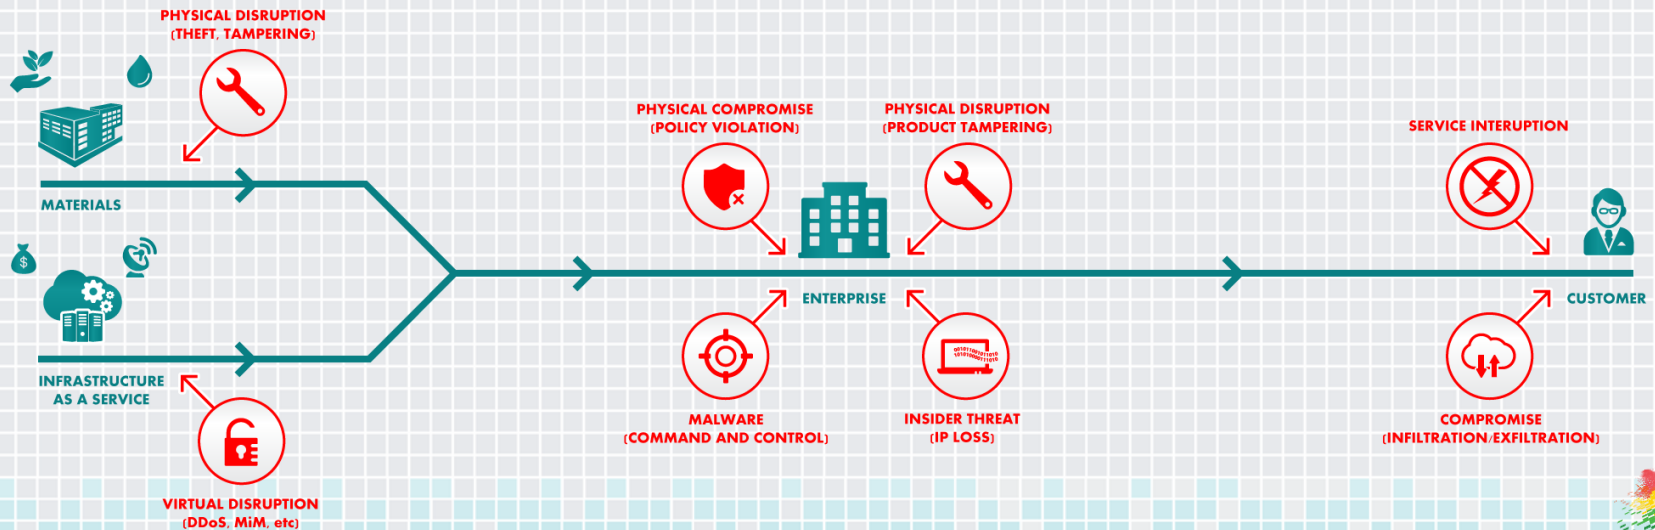 PHYSICAL DISRUPTION
(THEFT, TAMPERING)
MATERIALS
$
INFRASTRUCTURE
AS A SERVICE
VIRTUAL DISRUPTION
(DDoS, MiM, etc)
PHYSICAL COMPROMISE
(POLICY VIOLATION)
PHYSICAL DISRUPTION
(PRODUCT TAMPERING)
ENTERPRISE
MALWARE
(COMMAND AND CONTROL)
INSIDER THREAT
(IP LOSS)
SERVICE INTERUPTION
CUSTOMER
COMPROMISE
(INFILTRATION/EXFILTRATION)